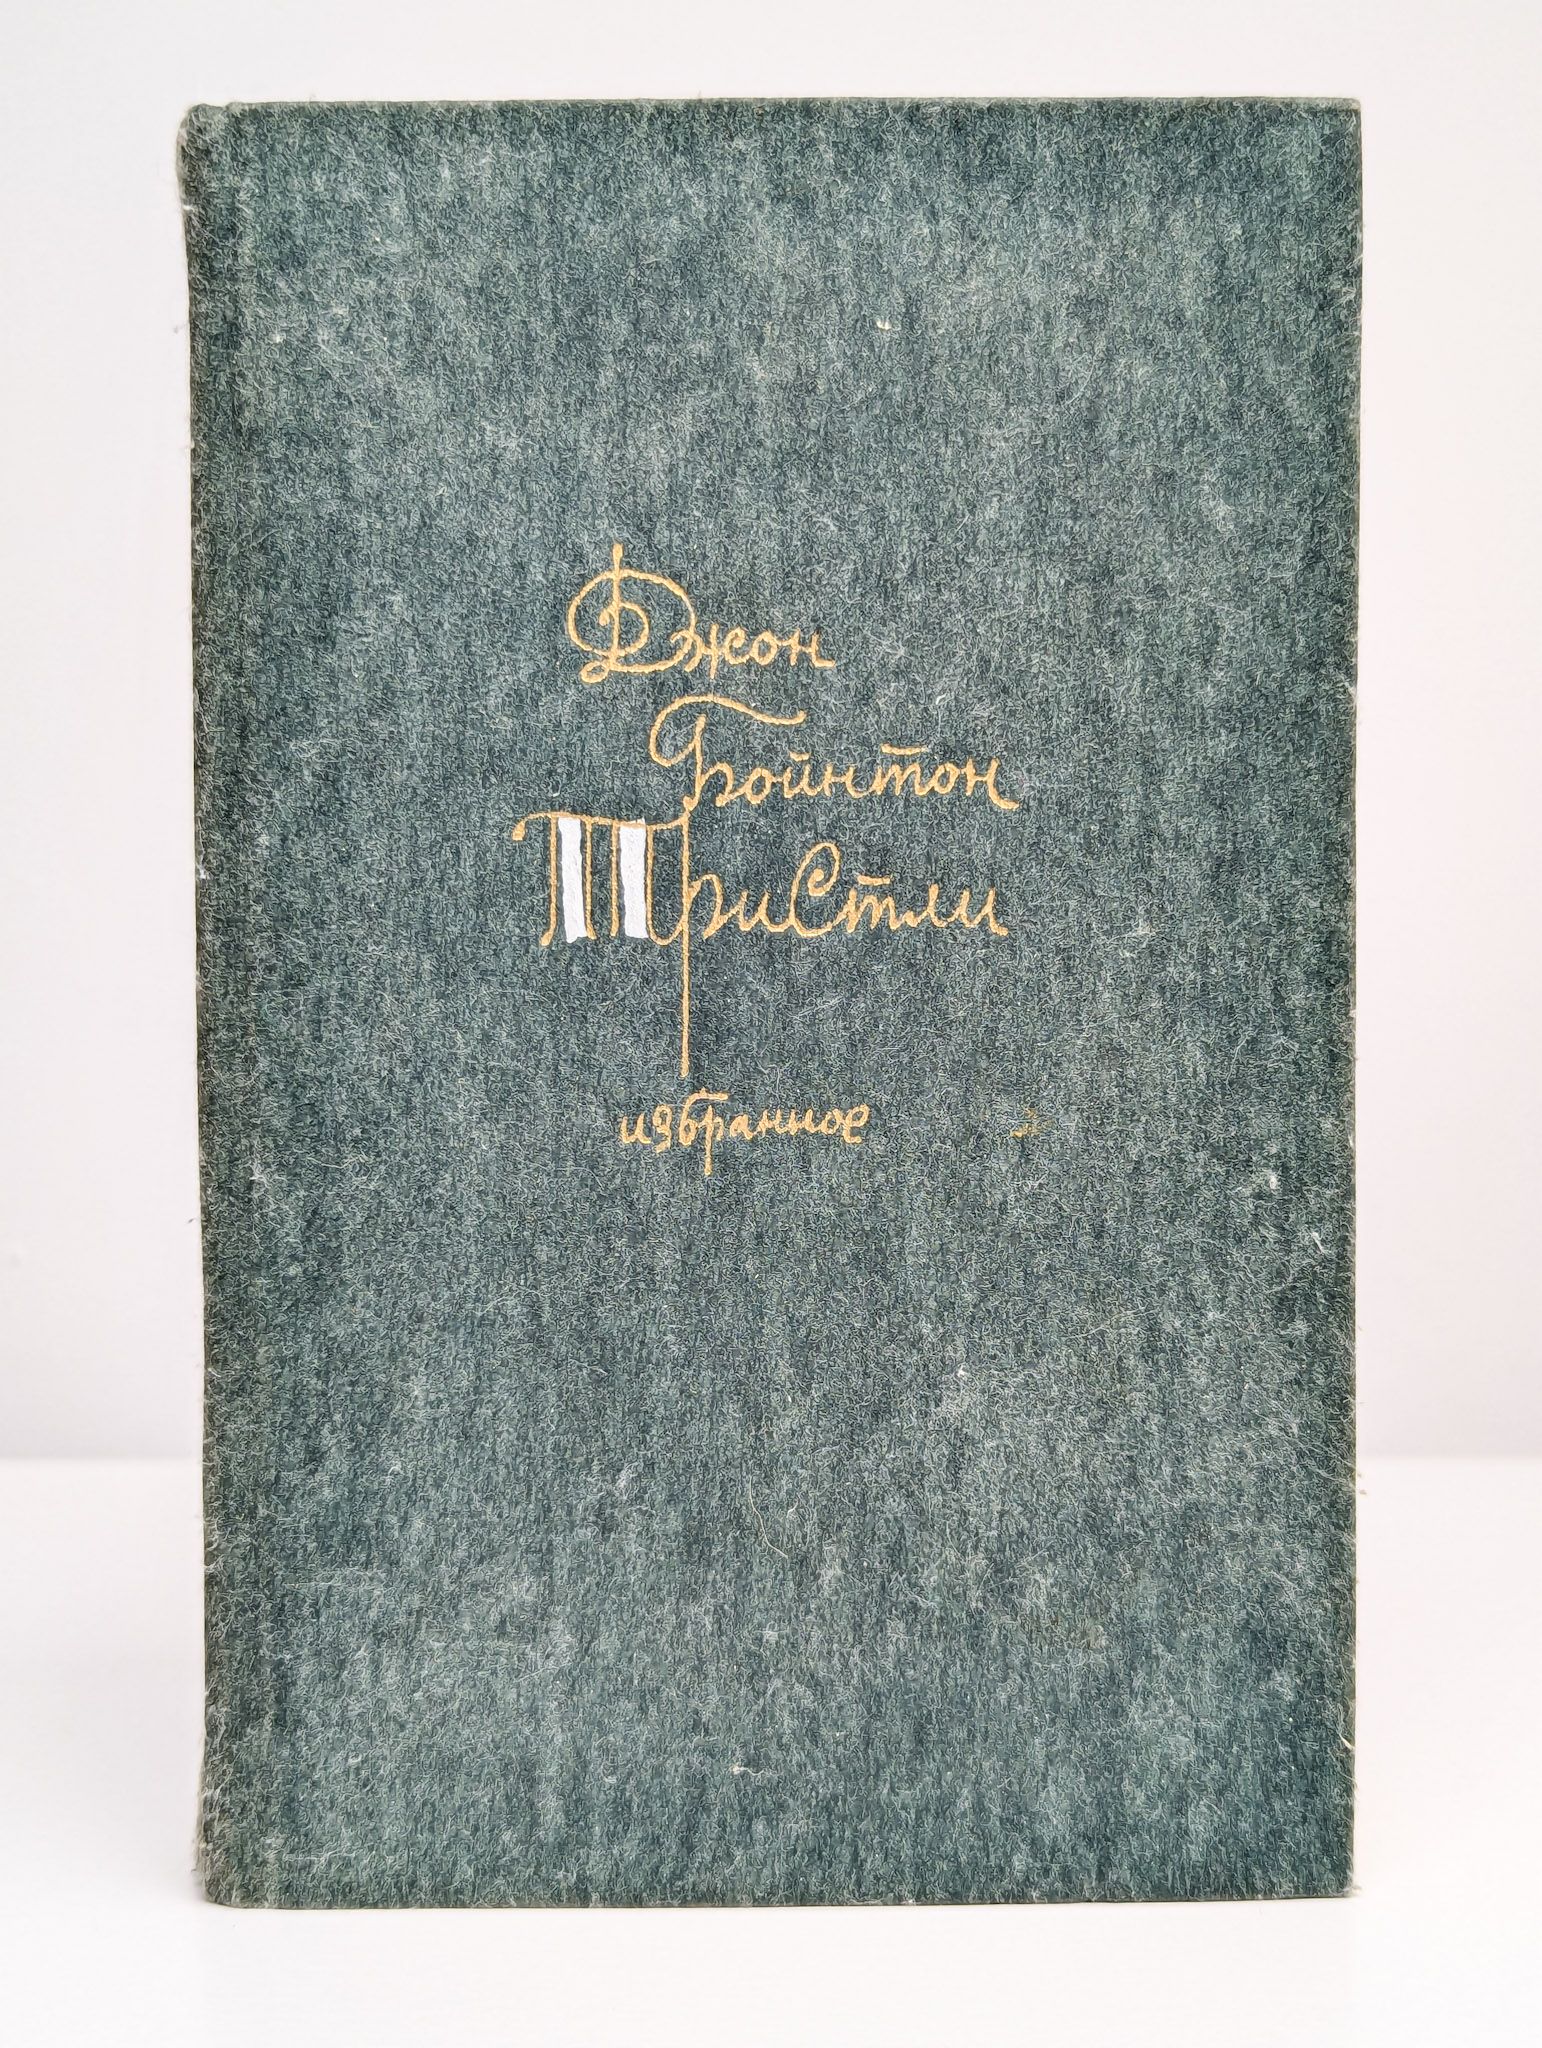 Джон
Бойнтон
Пристли
избранное